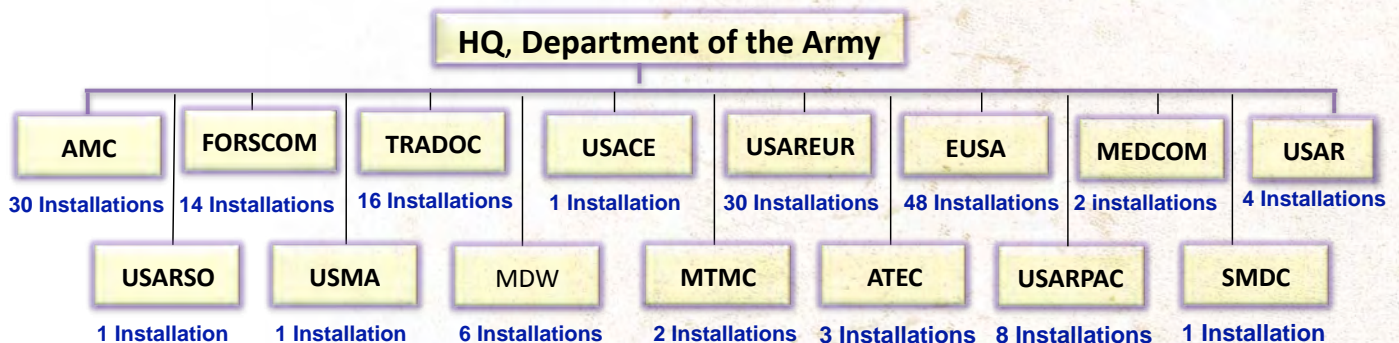 HQ, Department of the Army
AMC FORSCOM TRADOC USACE USAREUR EUSA MEDCOM USAR
30 Installations 14 Installations 16 Installations 1 Installation 30 Installations 48 Installations 2 installations 4 Installations
USARSO USMA MDW MTMC ATEC USARPAC SMDC
1 Installation 1 Installation 6 Installations 2 Installations 3 Installations 8 Installations 1 Installation